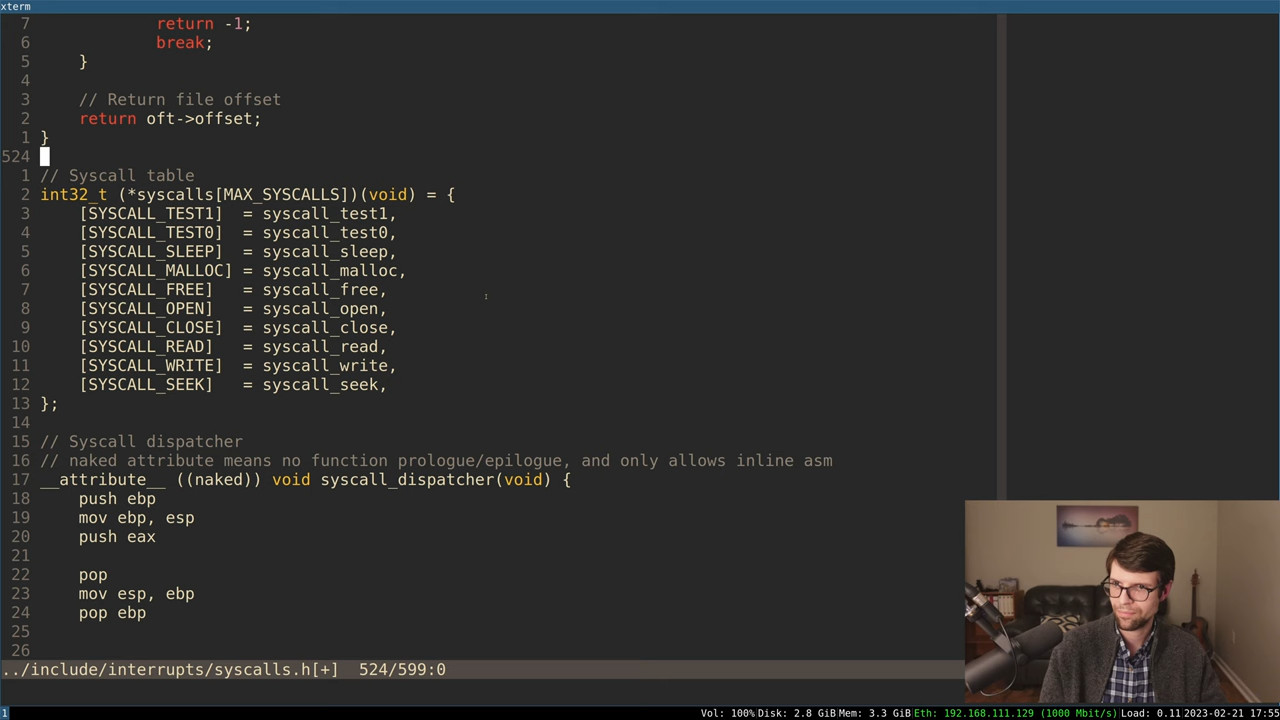 xterm
7             return -1;
6             break;
5     }
4
3     // Return file offset
2     return oft->offset;
1 }
524
1 // Syscall table
2 int32_t (*syscalls[MAX_SYSCALLS])(void) = {
3     [SYSCALL_TEST1]  = syscall_test1,
4     [SYSCALL_TEST0]  = syscall_test0,
5     [SYSCALL_SLEEP]  = syscall_sleep,
6     [SYSCALL_MALLOC] = syscall_malloc,
7     [SYSCALL_FREE]   = syscall_free,
8     [SYSCALL_OPEN]   = syscall_open,
9     [SYSCALL_CLOSE]  = syscall_close,
10     [SYSCALL_READ]   = syscall_read,
11     [SYSCALL_WRITE]  = syscall_write,
12     [SYSCALL_SEEK]   = syscall_seek,
13 };
14
15 // Syscall dispatcher
16 // naked attribute means no function prologue/epilogue, and only allows inline asm
17 __attribute__ ((naked)) void syscall_dispatcher(void) {
18     push ebp
19     mov ebp, esp
20     push eax
21
22     pop
23     mov esp, ebp
24     pop ebp
25
26
../include/interrupts/syscalls.h[+]  524/599:0
1 Vol: 100% Disk: 2.8 GiB Mem: 3.3 GiB Eth: 192.168.111.129 (1000 Mbit/s) Load: 0.11 2023-02-21 17:55